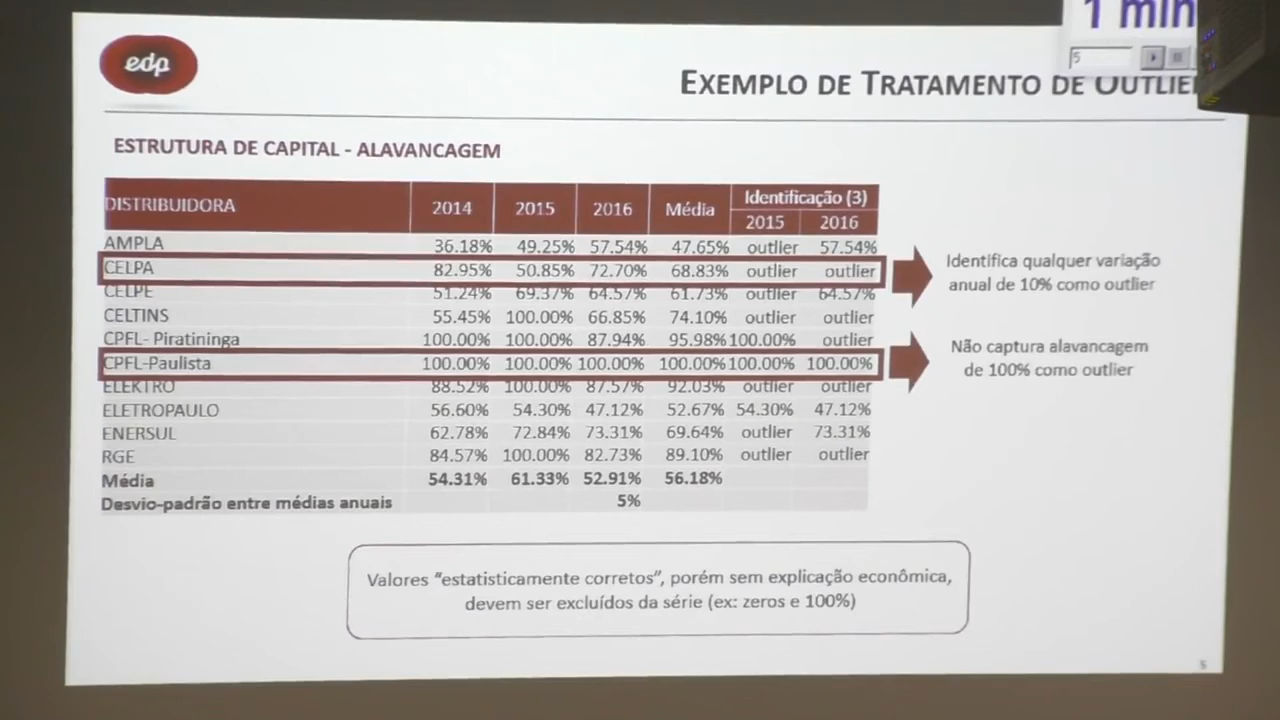 1 min
5
edp
EXEMPLO DE TRATAMENTO DE OUTLIER
ESTRUTURA DE CAPITAL - ALAVANCAGEM
DISTRIBUIDORA 2014 2015 2016 Média Identificação (3)
2015 2016
AMPLA 36.18% 49.25% 57.54% 47.65% outlier 57.54%
CELPA 82.95% 50.85% 72.70% 68.83% outlier outlier
CELPE 51.24% 69.37% 64.57% 61.73% outlier 64.57%
CELTINS 55.45% 100.00% 66.85% 74.10% outlier outlier
CPFL- Piratininga 100.00% 100.00% 87.94% 95.98% 100.00% outlier
CPFL-Paulista 100.00% 100.00% 100.00% 100.00% 100.00% 100.00%
ELEKTRO 88.52% 100.00% 87.57% 92.03% outlier outlier
ELETROPAULO 56.60% 54.30% 47.12% 52.67% 54.30% 47.12%
ENERSUL 62.78% 72.84% 73.31% 69.64% outlier 73.31%
RGE 84.57% 100.00% 82.73% 89.10% outlier outlier
Média 54.31% 61.33% 52.91% 56.18%
Desvio-padrão entre médias anuais 5%
Identifica qualquer variação
anual de 10% como outlier
Não captura alavancagem
de 100% como outlier
Valores "estatisticamente corretos", porém sem explicação econômica,
devem ser excluídos da série (ex: zeros e 100%)
5